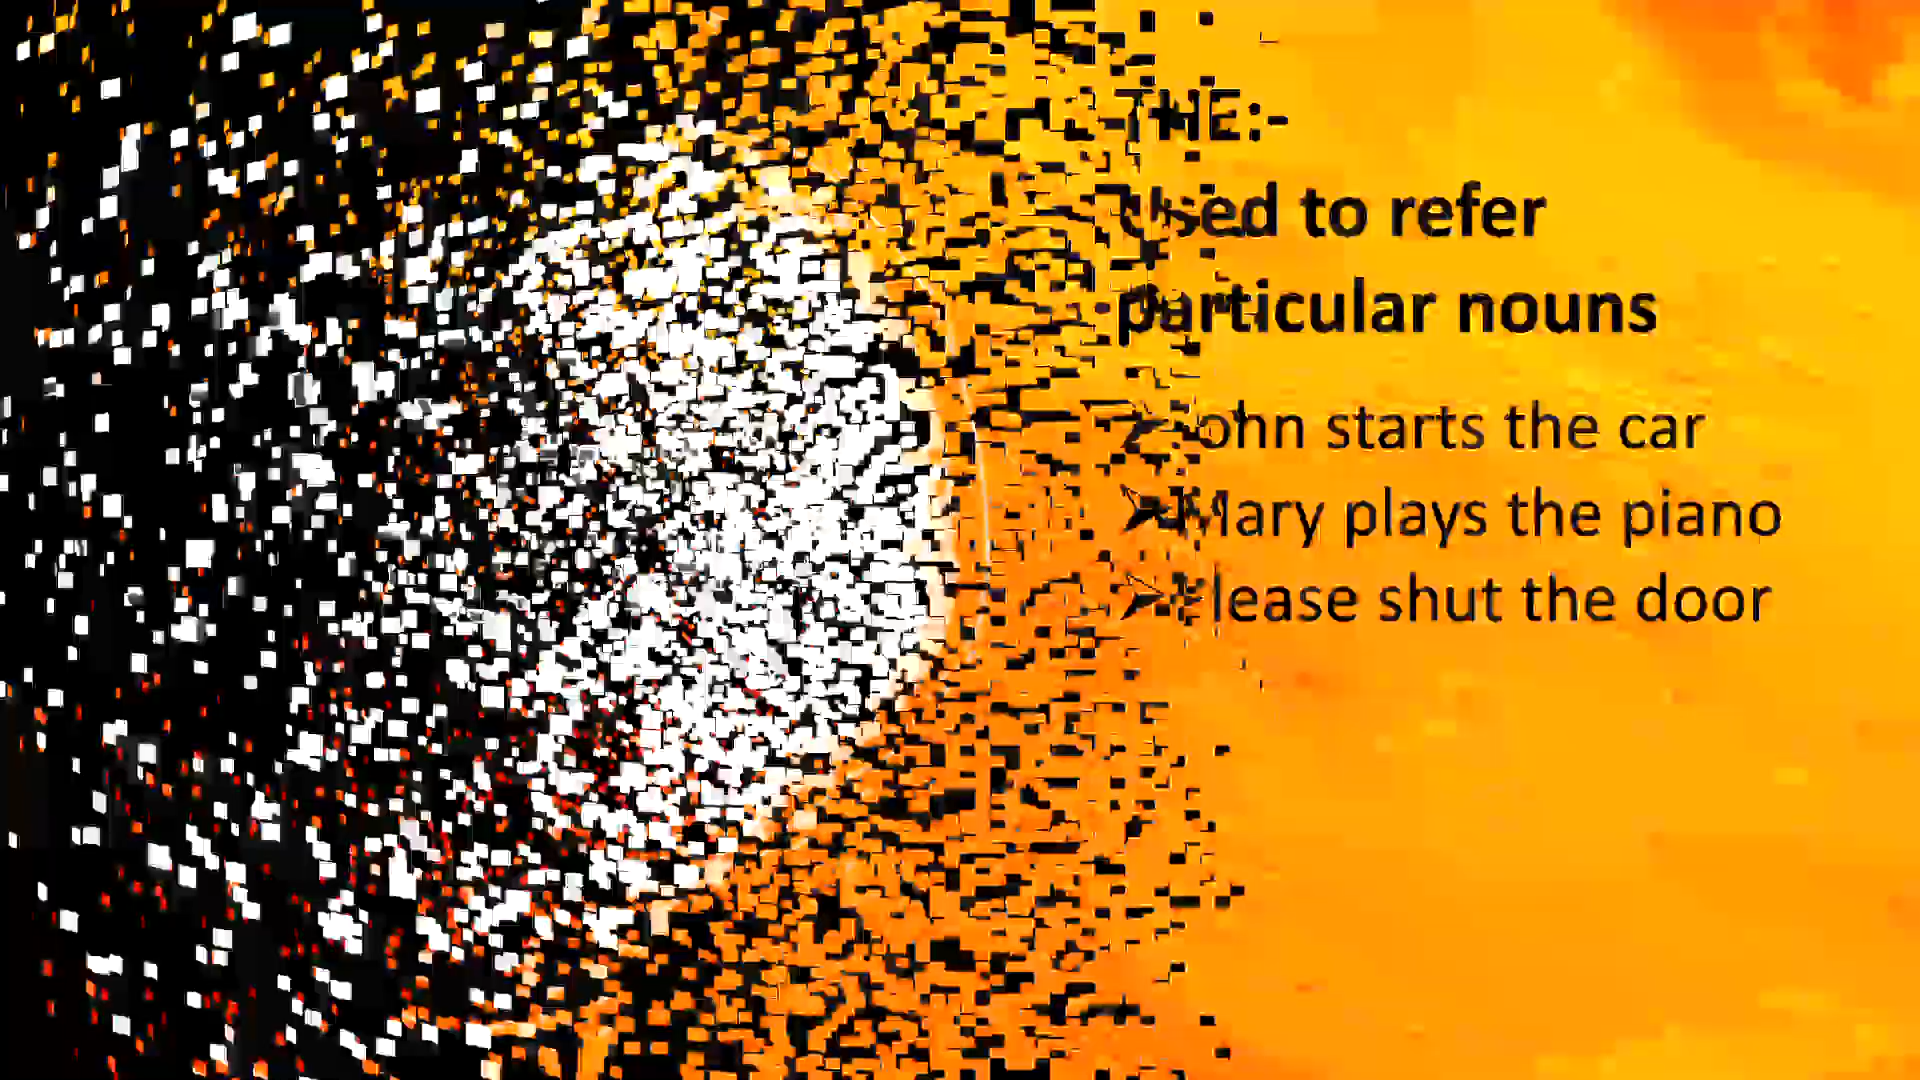 THE:-
Used to refer
particular nouns
➢ John starts the car
➢ Mary plays the piano
➢ Please shut the door